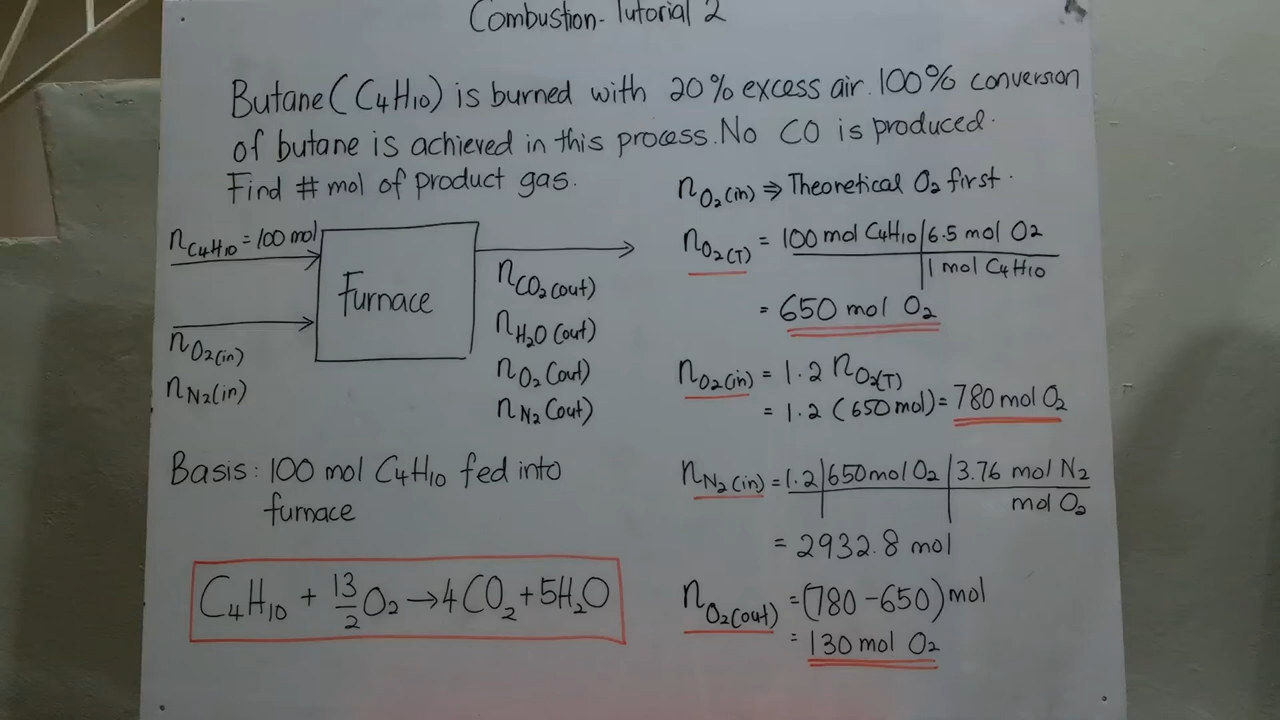 Combustion- Tutorial 2
Butane (C4H10) is burned with 20% excess air. 100% conversion
of butane is achieved in this process. No CO is produced.
Find # mol of product gas.
nC4H10 = 100 mol
Furnace
nO2(in)
nN2(in)
nCO2(out)
nH2O(out)
nO2(out)
nN2(out)
Basis: 100 mol C4H10 fed into
furnace
C4H10 + 13/2 O2 → 4CO2 + 5H2O
nO2(in) ⇒ Theoretical O2 first.
nO2(T) = 100 mol C4H10 | 6.5 mol O2
1 mol C4H10
= 650 mol O2
nO2(in) = 1.2 nO2(T)
= 1.2 (650 mol) = 780 mol O2
nN2(in) = 1.2 | 650 mol O2 | 3.76 mol N2
mol O2
= 2932.8 mol
nO2(out) = (780 - 650) mol
= 130 mol O2